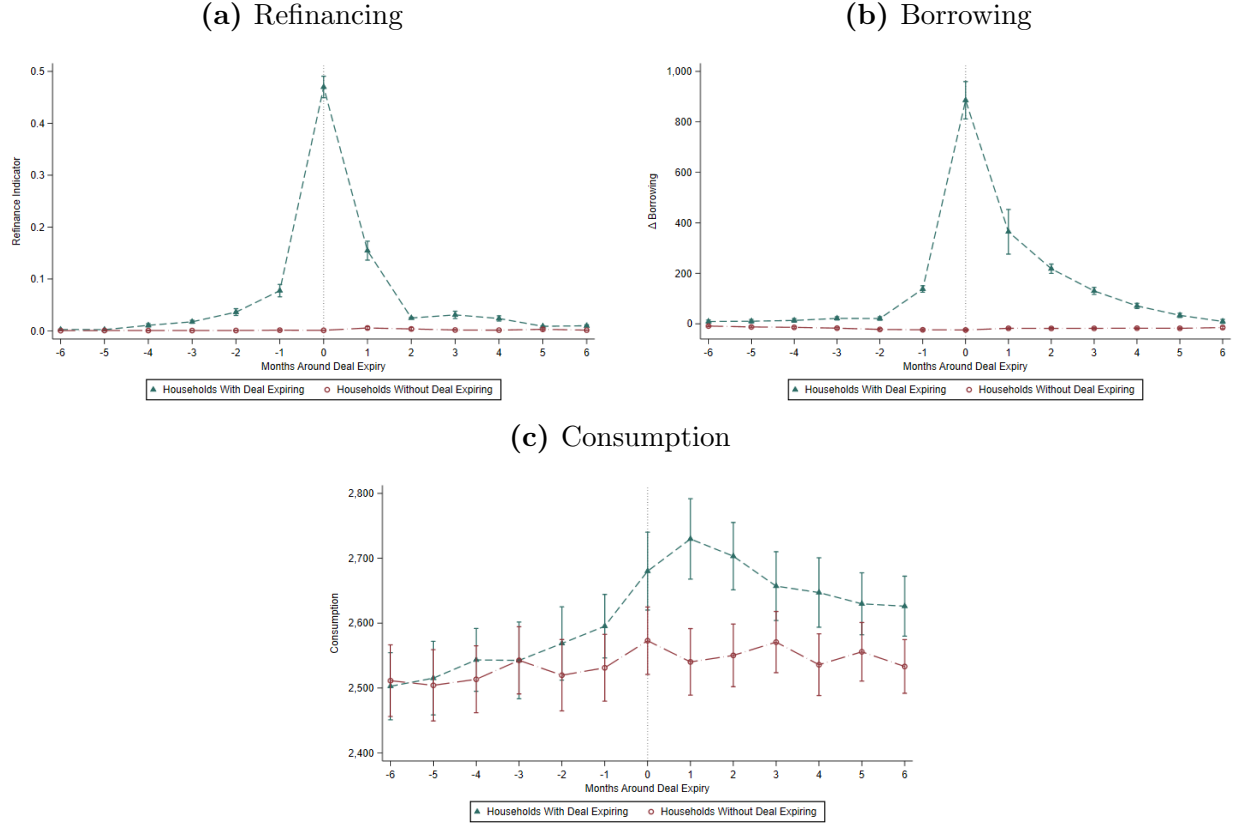 (a) Refinancing
0.5
0.4
0.3
0.2
0.1
0.0
Refinance Indicator
-6 -5 -4 -3 -2 -1 0 1 2 3 4 5 6
Months Around Deal Expiry
Households With Deal Expiring Households Without Deal Expiring
(b) Borrowing
1,000
800
600
400
200
0
Δ Borrowing
-6 -5 -4 -3 -2 -1 0 1 2 3 4 5 6
Months Around Deal Expiry
Households With Deal Expiring Households Without Deal Expiring
(c) Consumption
2,800
2,700
2,600
2,500
2,400
Consumption
-6 -5 -4 -3 -2 -1 0 1 2 3 4 5 6
Months Around Deal Expiry
Households With Deal Expiring Households Without Deal Expiring